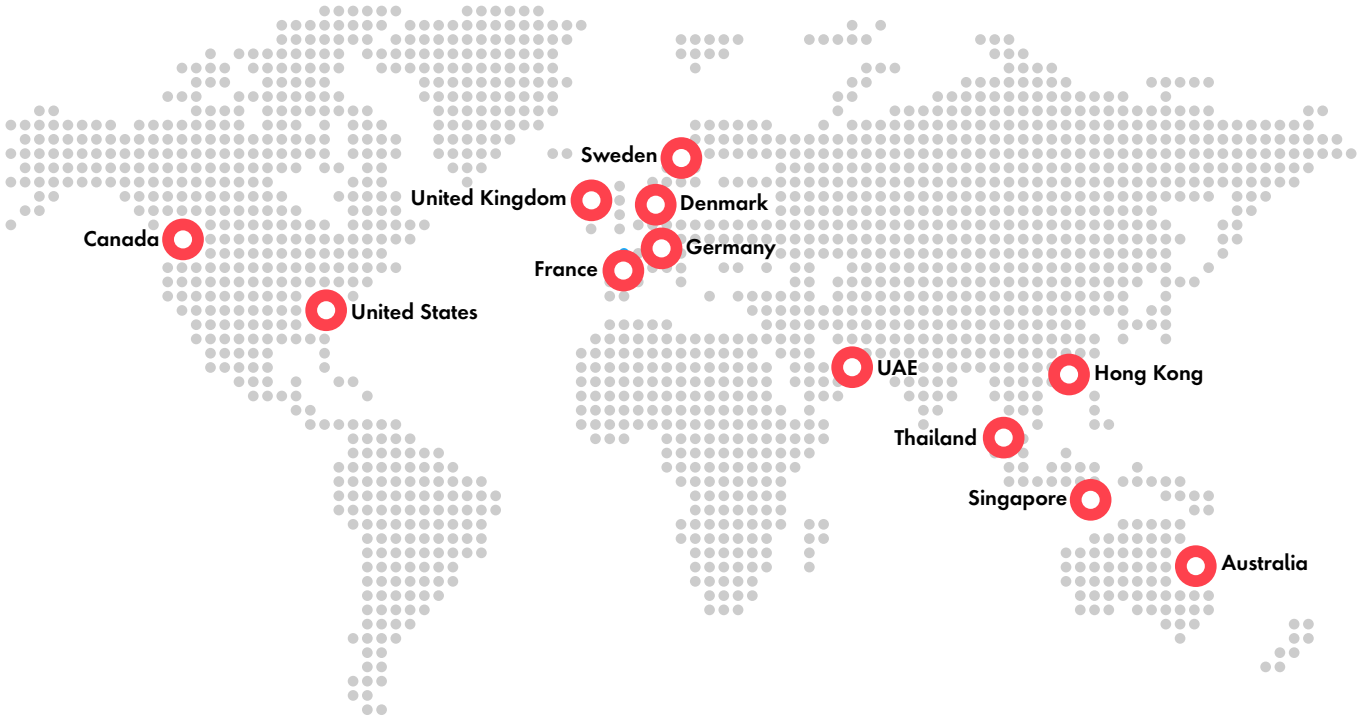 Sweden
United Kingdom
Denmark
Canada
Germany
France
United States
UAE
Hong Kong
Thailand
Singapore
Australia